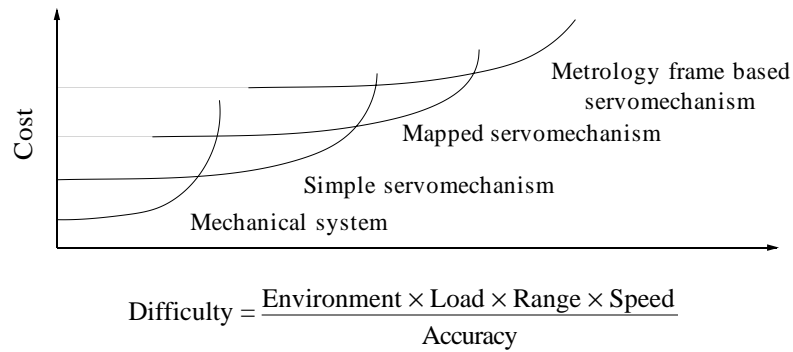 Cost
Metrology frame based
servomechanism
Mapped servomechanism
Simple servomechanism
Mechanical system
Difficulty = Environment × Load × Range × Speed
Accuracy